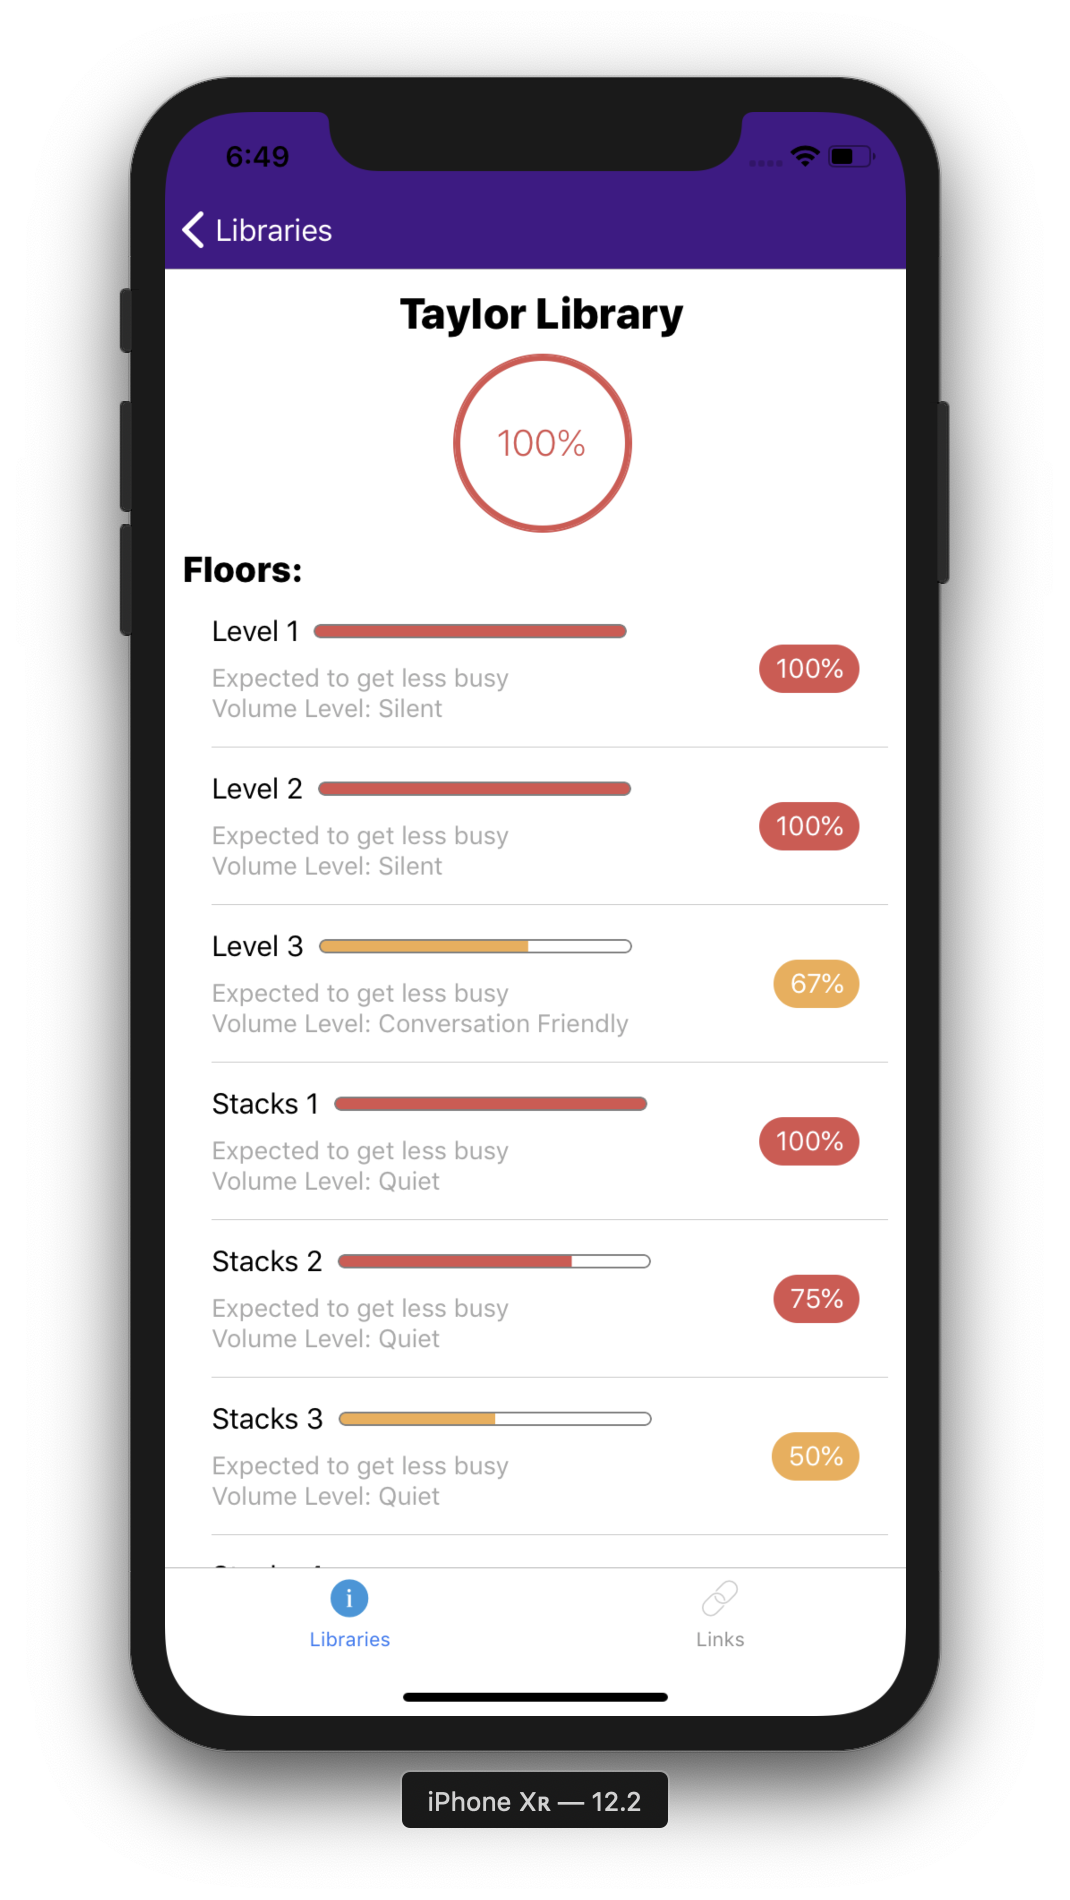 6:49
Libraries
Taylor Library
100%
Floors:
Level 1
Expected to get less busy
Volume Level: Silent
100%
Level 2
Expected to get less busy
Volume Level: Silent
100%
Level 3
Expected to get less busy
Volume Level: Conversation Friendly
67%
Stacks 1
Expected to get less busy
Volume Level: Quiet
100%
Stacks 2
Expected to get less busy
Volume Level: Quiet
75%
Stacks 3
Expected to get less busy
Volume Level: Quiet
50%
Libraries
Links
iPhone Xʀ — 12.2